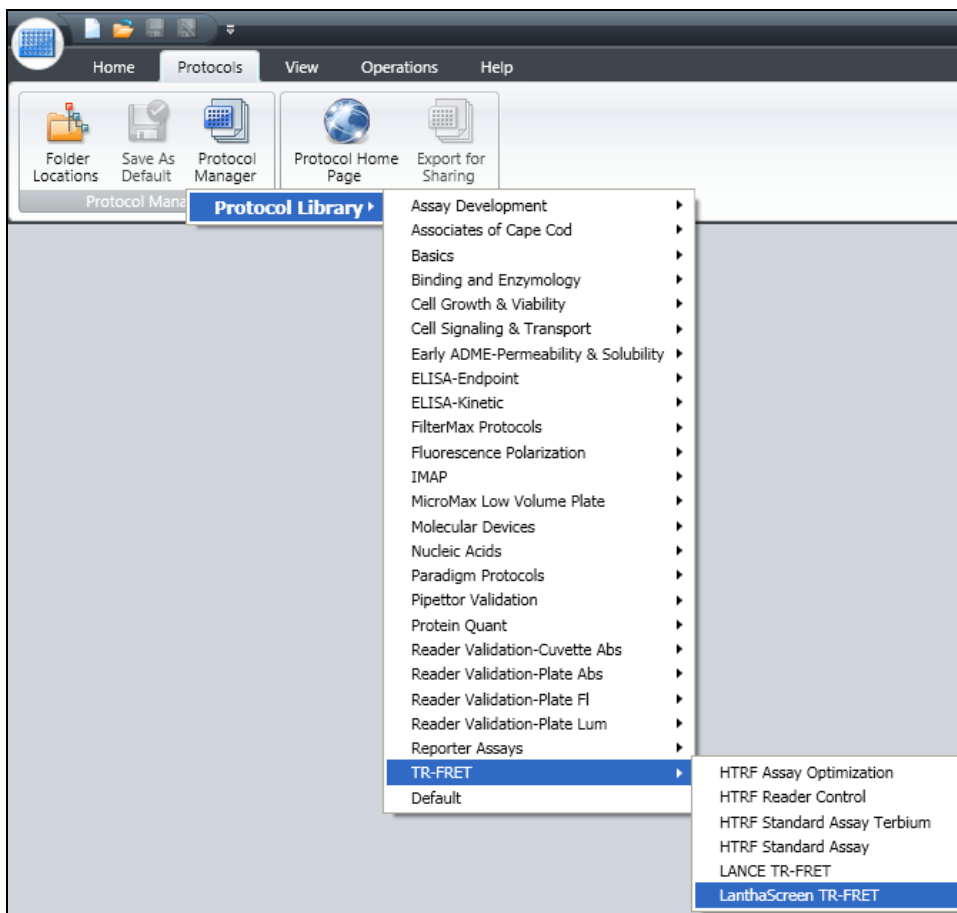 Home Protocols View Operations Help
Folder Locations
Save As Default
Protocol Manager
Protocol Home Page
Export for Sharing
Protocol Mana
Protocol Library
Assay Development
Associates of Cape Cod
Basics
Binding and Enzymology
Cell Growth & Viability
Cell Signaling & Transport
Early ADME-Permeability & Solubility
ELISA-Endpoint
ELISA-Kinetic
FilterMax Protocols
Fluorescence Polarization
IMAP
MicroMax Low Volume Plate
Molecular Devices
Nucleic Acids
Paradigm Protocols
Pipettor Validation
Protein Quant
Reader Validation-Cuvette Abs
Reader Validation-Plate Abs
Reader Validation-Plate Fl
Reader Validation-Plate Lum
Reporter Assays
TR-FRET
Default
HTRF Assay Optimization
HTRF Reader Control
HTRF Standard Assay Terbium
HTRF Standard Assay
LANCE TR-FRET
LanthaScreen TR-FRET